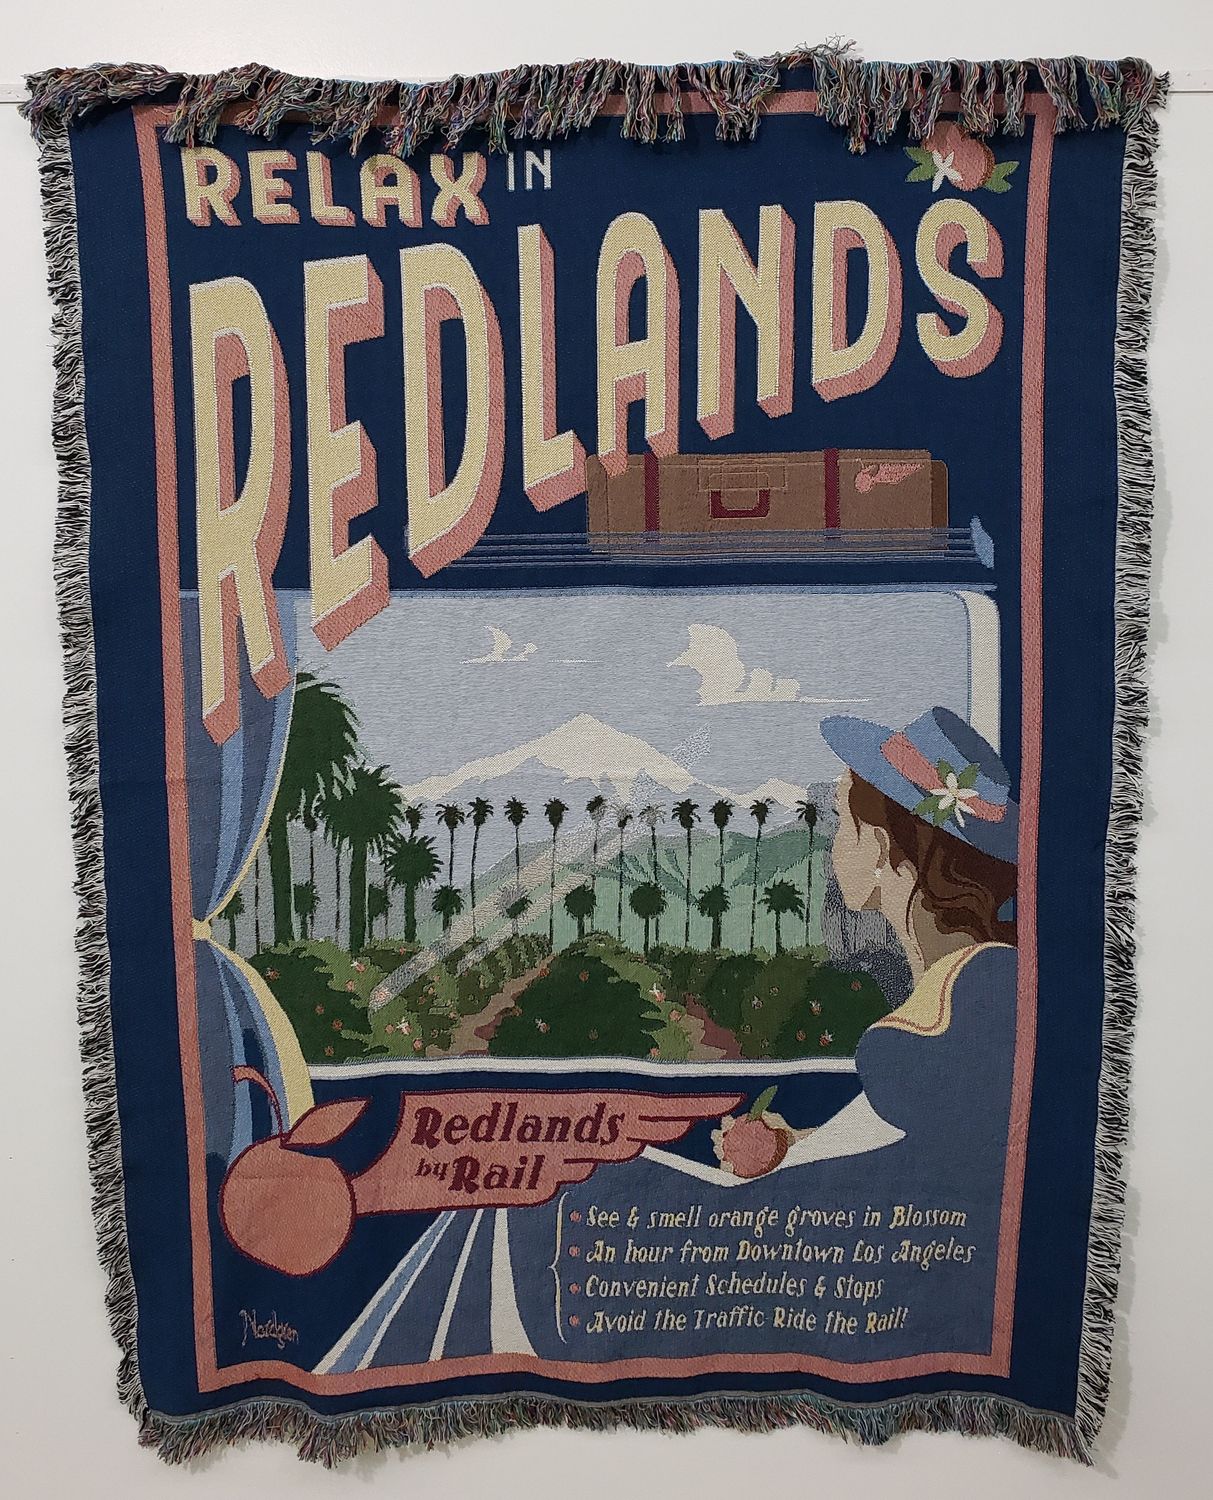 RELAX IN
REDLANDS
Redlands
by Rail
• See & smell orange groves in Blossom
• An hour from Downtown Los Angeles
• Convenient Schedules & Stops
• Avoid the Traffic Ride the Rail!
Nordgren